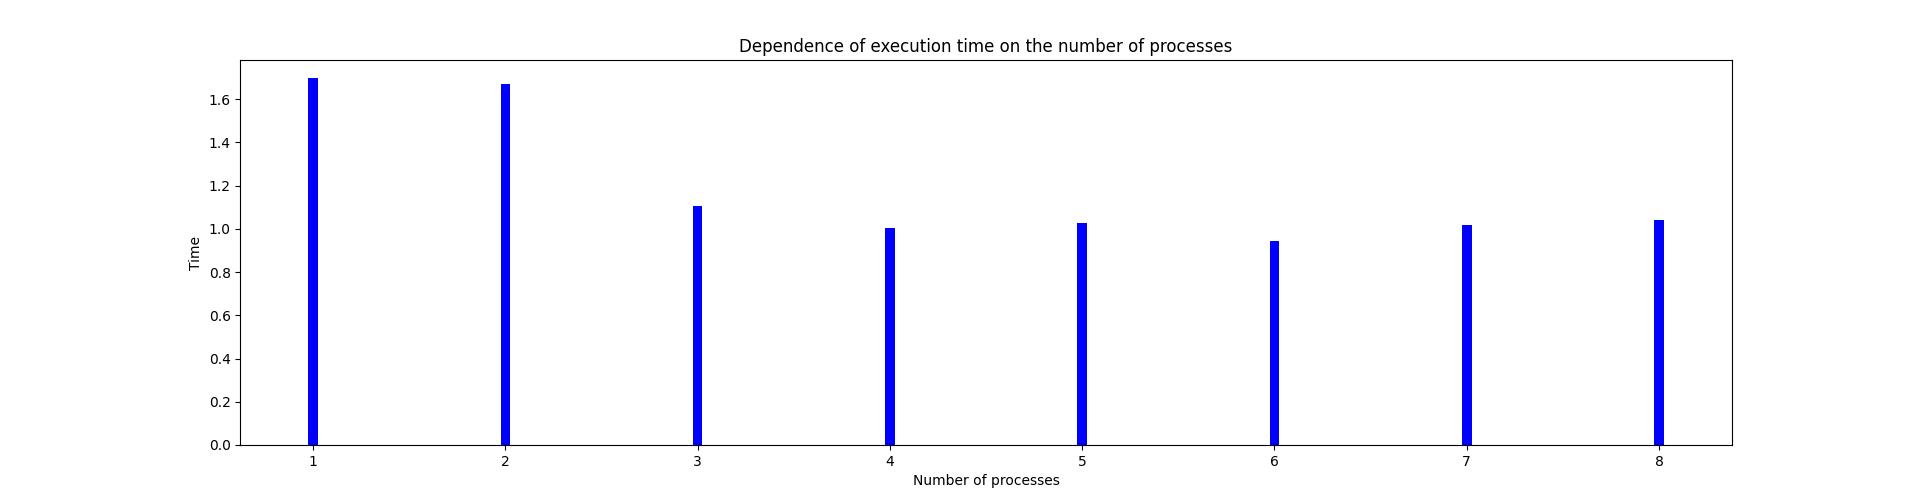 Dependence of execution time on the number of processes
1.6
1.4
1.2
1.0
0.8
0.6
0.4
0.2
0.0
Time
1 2 3 4 5 6 7 8
Number of processes